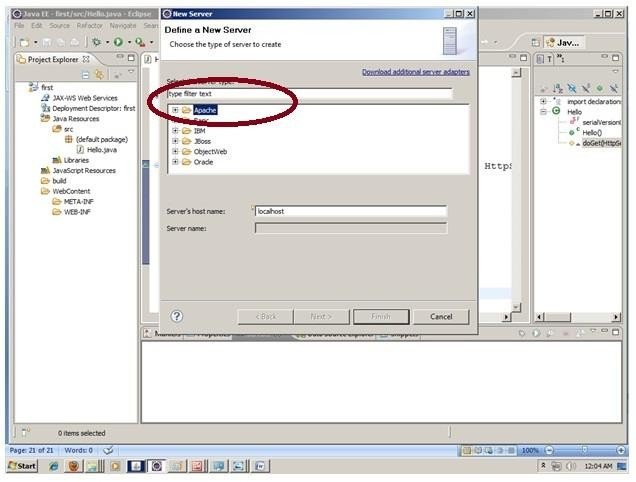 Java EE - first/src/Hello.java - Eclipse
File Edit Source Refactor Navigate Sear
New Server
Define a New Server
Choose the type of server to create
Download additional server adapters
type filter text
Apache
Basic
IBM
JBoss
ObjectWeb
Oracle
Server's host name:
localhost
Server name:
?
< Back
Next >
Finish
Cancel
Project Explorer
first
JAX-WS Web Services
Deployment Descriptor: first
Java Resources
src
(default package)
Hello.java
Libraries
JavaScript Resources
build
WebContent
META-INF
WEB-INF
HttpS
Jav...
import declarations
serialVersionU
Hello()
doGet(HttpSe
Hello
Markers
Properties
Data Source Explorer
Snippets
0 items selected
Page: 21 of 21
Words: 0
100%
Start
12:04 AM